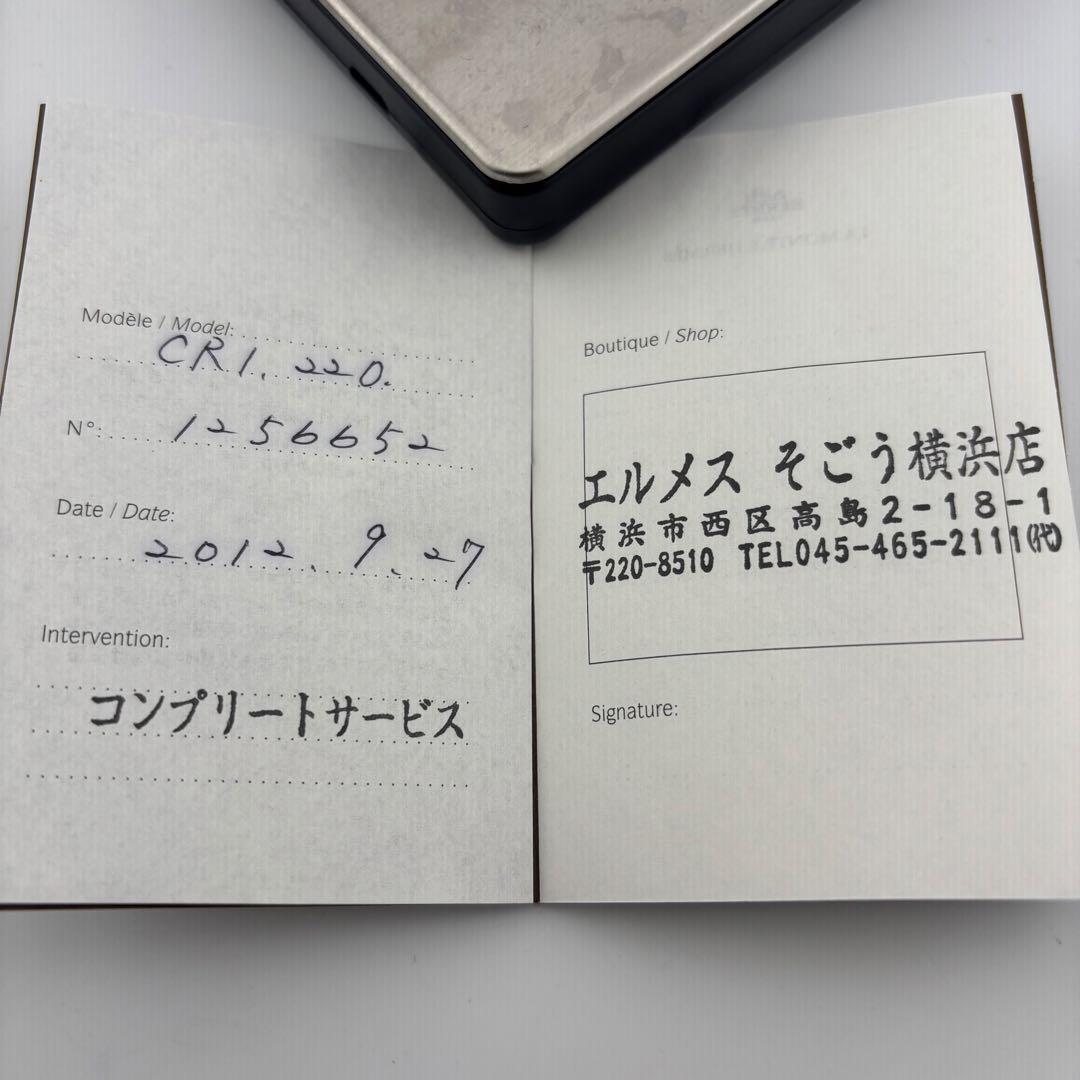 Modèle / Model:
CR1.220.
N°: 1256652
Date / Date:
2012. 9. 27
Intervention:
コンプリートサービス
Boutique / Shop:
エルメス そごう横浜店
横浜市西区高島2-18-1
〒220-8510 TEL045-465-2111(代)
Signature: